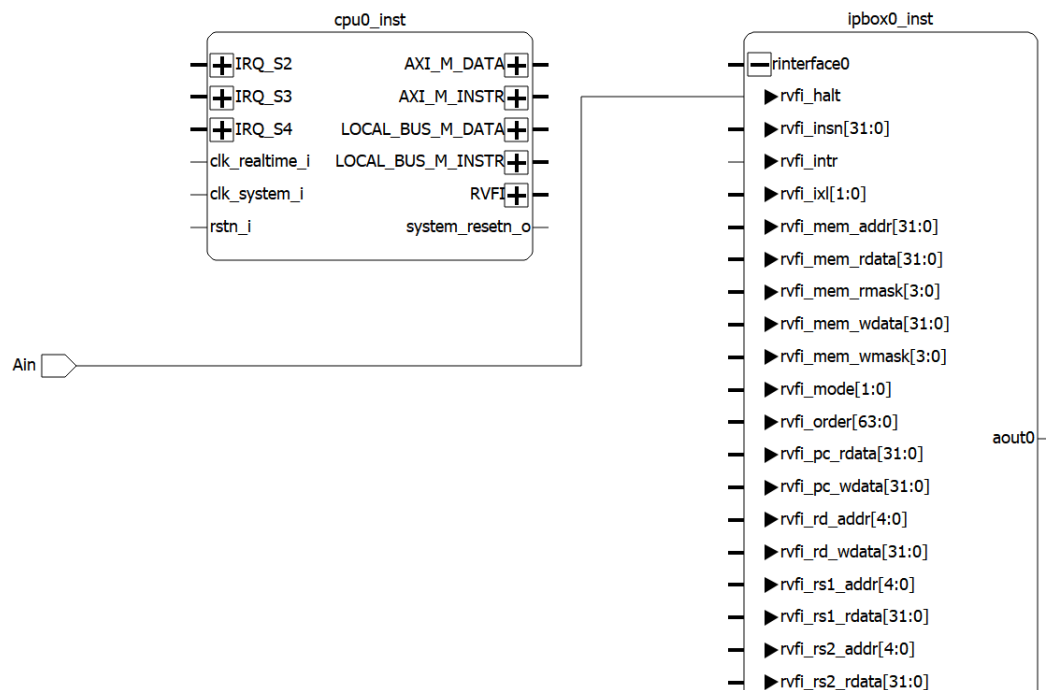 cpu0_inst
IRQ_S2
IRQ_S3
IRQ_S4
clk_realtime_i
clk_system_i
rstn_i
AXI_M_DATA
AXI_M_INSTR
LOCAL_BUS_M_DATA
LOCAL_BUS_M_INSTR
RVFI
system_resetn_o
Ain
ipbox0_inst
rinterface0
rvfi_halt
rvfi_insn[31:0]
rvfi_intr
rvfi_ixl[1:0]
rvfi_mem_addr[31:0]
rvfi_mem_rdata[31:0]
rvfi_mem_rmask[3:0]
rvfi_mem_wdata[31:0]
rvfi_mem_wmask[3:0]
rvfi_mode[1:0]
rvfi_order[63:0]
rvfi_pc_rdata[31:0]
rvfi_pc_wdata[31:0]
rvfi_rd_addr[4:0]
rvfi_rd_wdata[31:0]
rvfi_rs1_addr[4:0]
rvfi_rs1_rdata[31:0]
rvfi_rs2_addr[4:0]
rvfi_rs2_rdata[31:0]
aout0